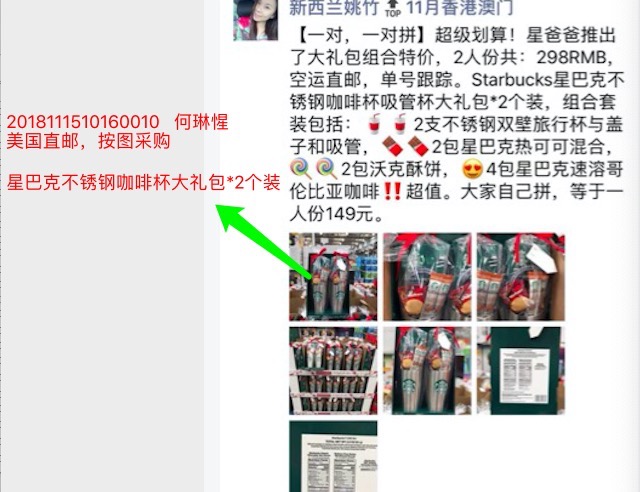 新西兰姚竹🔝11月香港澳门
【一对，一对拼】超级划算！星爸爸推出
了大礼包组合特价，2人份共：298RMB，
空运直邮，单号跟踪。Starbucks星巴克不
锈钢咖啡杯吸管杯大礼包*2个装，组合套
装包括：🥤🥤2支不锈钢双壁旅行杯与盖
子和吸管，🍫🍫2包星巴克热可可混合，
🍭🍭2包沃克酥饼，😍4包星巴克速溶哥
伦比亚咖啡‼️超值。大家自己拼，等于一
人份149元。
2018111510160010 何琳惺
美国直邮，按图采购
星巴克不锈钢咖啡杯大礼包*2个装